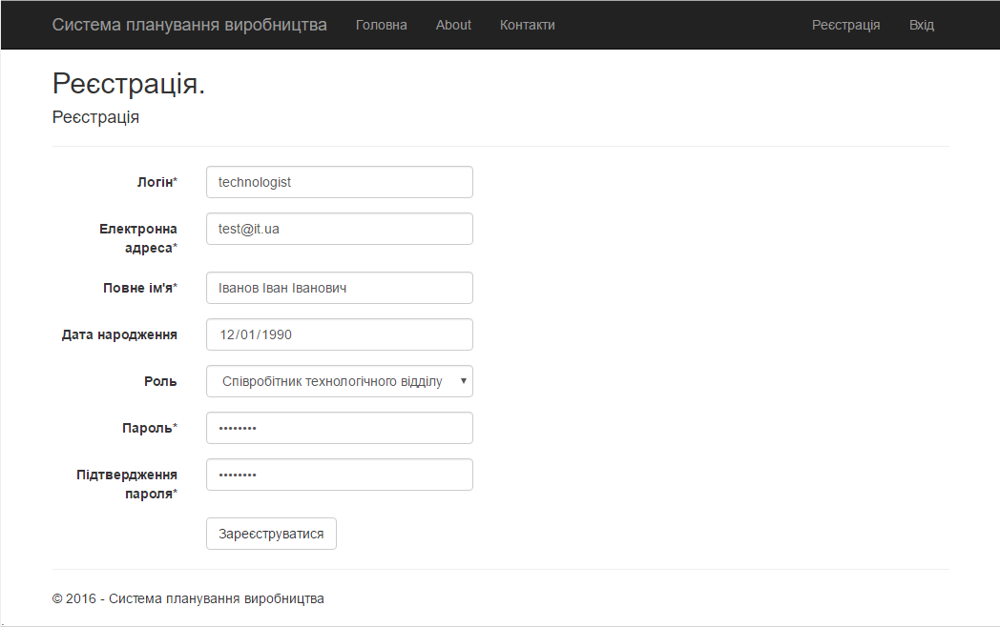 Система планування виробництва Головна About Контакти Реєстрація Вхід
Реєстрація.
Реєстрація
Логін* technologist
Електронна адреса* test@it.ua
Повне ім'я* Іванов Іван Іванович
Дата народження 12/01/1990
Роль Співробітник технологічного відділу
Пароль* ••••••••
Підтвердження пароля* ••••••••
Зареєструватися
© 2016 - Система планування виробництва